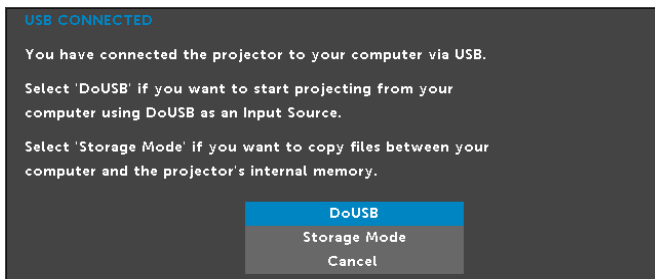 USB CONNECTED
You have connected the projector to your computer via USB.
Select 'DoUSB' if you want to start projecting from your
computer using DoUSB as an Input Source.
Select 'Storage Mode' if you want to copy files between your
computer and the projector's internal memory.
DoUSB
Storage Mode
Cancel